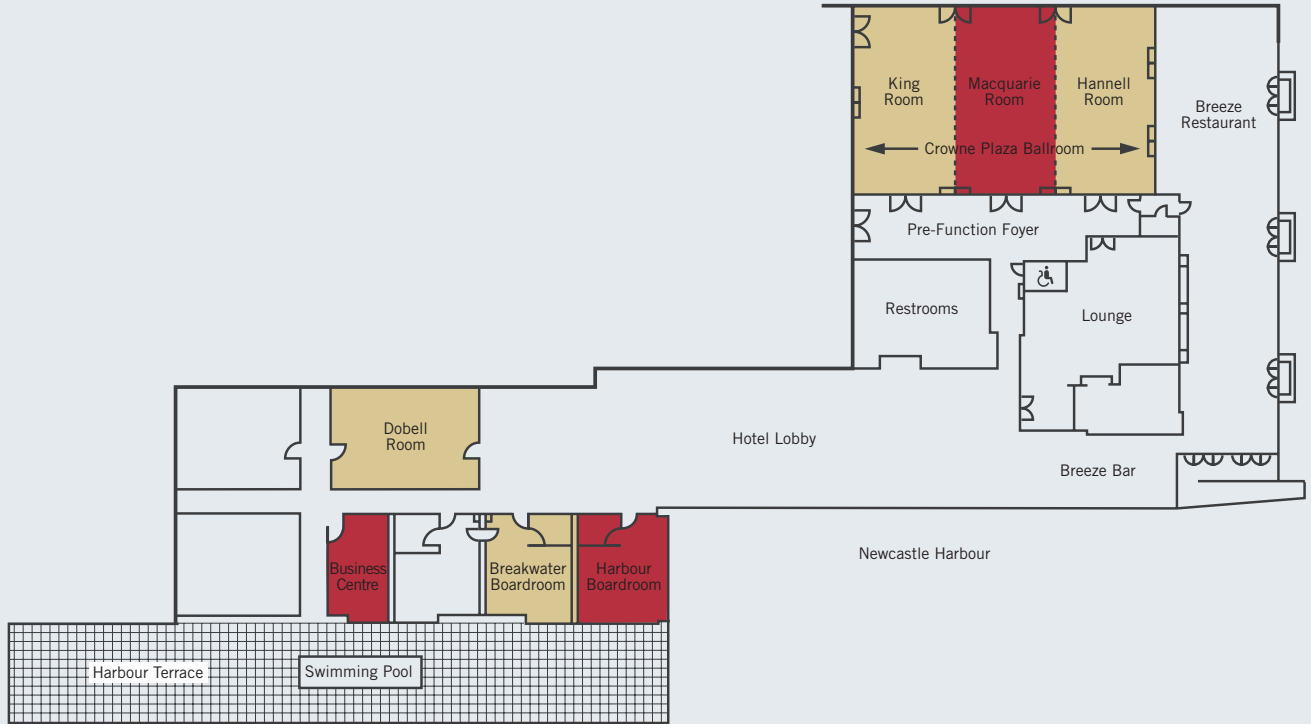 King
Room
Macquarie
Room
Hannell
Room
Breeze
Restaurant
Crowne Plaza Ballroom
Pre-Function Foyer
Restrooms
Lounge
Dobell
Room
Hotel Lobby
Breeze Bar
Newcastle Harbour
Business
Centre
Breakwater
Boardroom
Harbour
Boardroom
Harbour Terrace
Swimming Pool